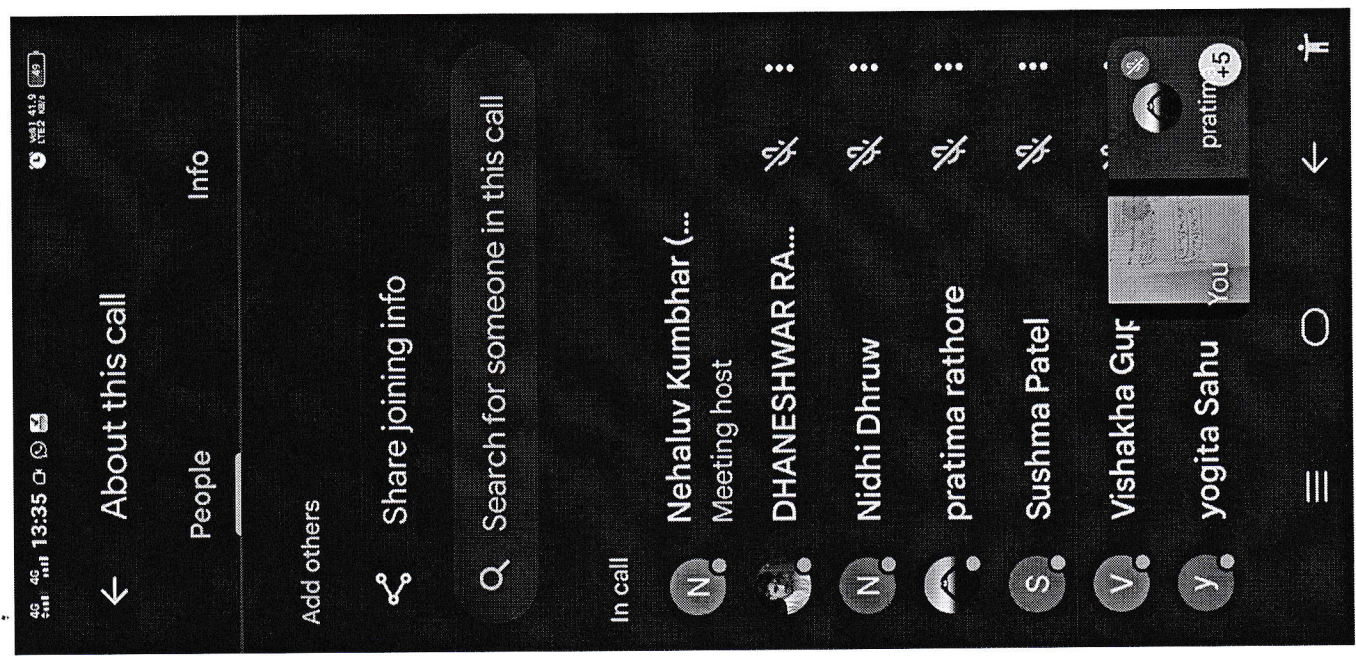 4G 4G 13:35
Vo) 1 LTE2 41.9 KB/s 49
About this call
People Info
Add others
Share joining info
Search for someone in this call
In call
N Nehaluv Kumbhar (...
Meeting host
DHANESHWAR RA...
N Nidhi Dhruw
pratima rathore
S Sushma Patel
V Vishakha Gup
y yogita Sahu
You
pratim
+5